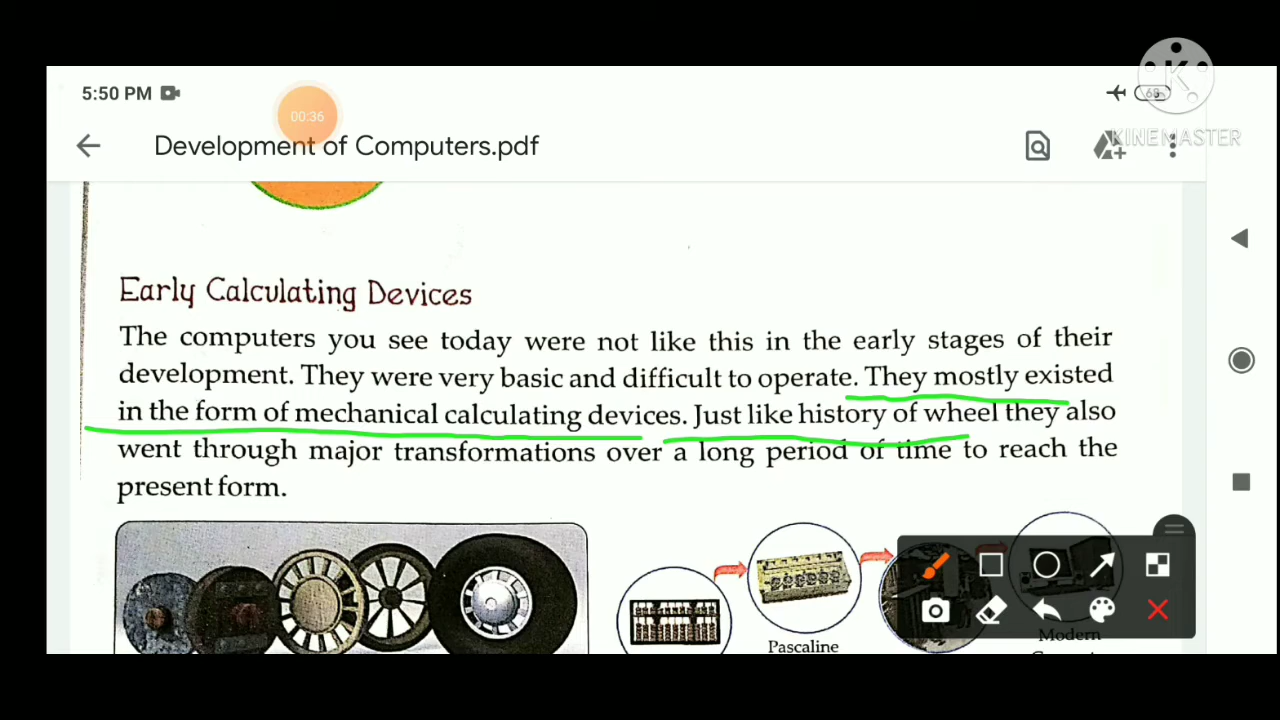 5:50 PM
68
00:36
KINEMASTER
Development of Computers.pdf
Early Calculating Devices
The computers you see today were not like this in the early stages of their
development. They were very basic and difficult to operate. They mostly existed
in the form of mechanical calculating devices. Just like history of wheel they also
went through major transformations over a long period of time to reach the
present form.
Pascaline
Modern